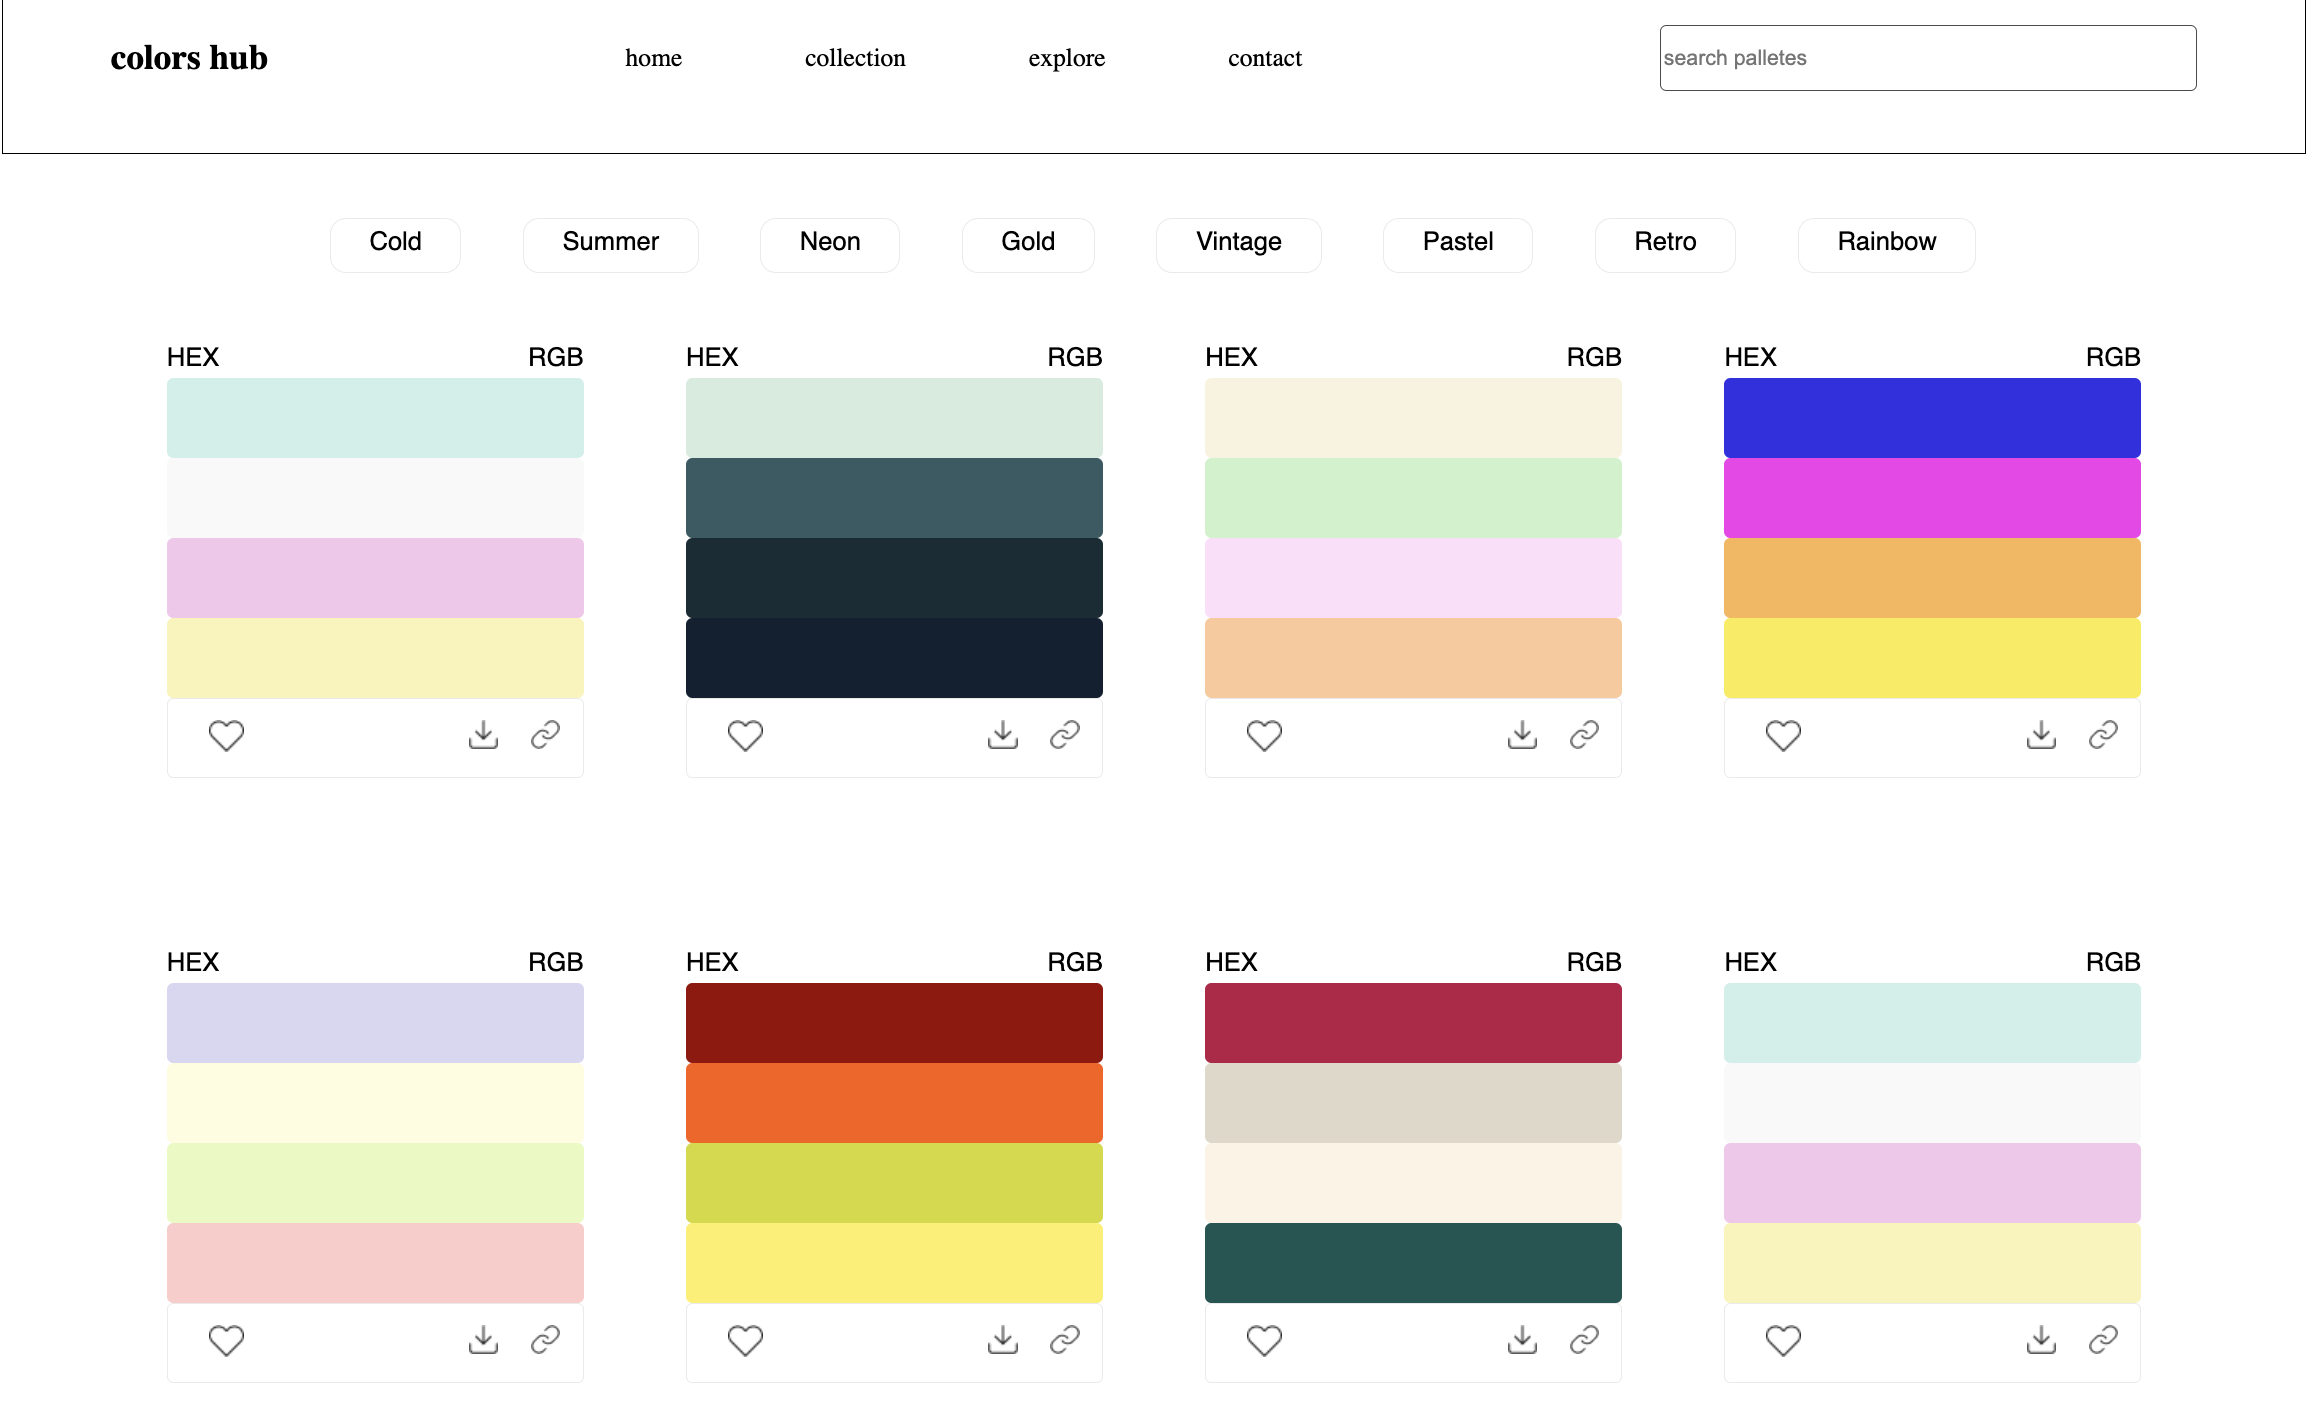 colors hub home collection explore contact search palletes
Cold Summer Neon Gold Vintage Pastel Retro Rainbow
HEX RGB HEX RGB HEX RGB HEX RGB
HEX RGB HEX RGB HEX RGB HEX RGB